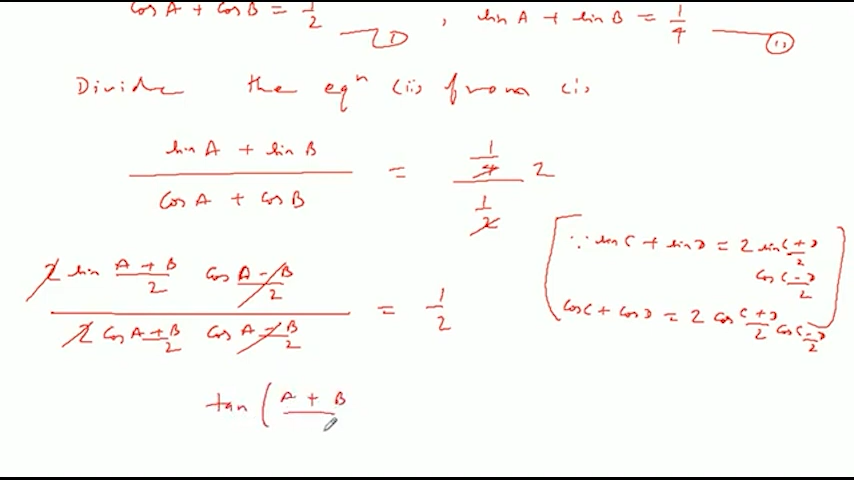 cos A + cos B = 1/2 (i) , sin A + sin B = 1/4 (ii)
Divide the eqn (ii) from (i)
sin A + sin B / cos A + cos B = 1/4 / 1/2 2
2 sin A+B/2 cos A-B/2 / 2 cos A+B/2 cos A-B/2 = 1/2
∵ sin C + sin D = 2 sin C+D/2
cos C-D/2
cos C + cos D = 2 cos C+D/2 cos C-D/2
tan ( A + B